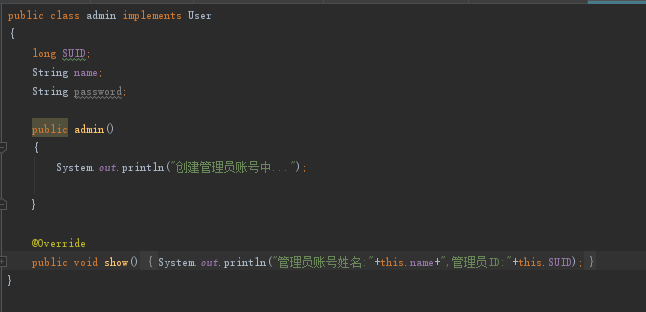 public class admin implements User
{
long SUID;
String name;
String password;
public admin()
{
System.out.println("创建管理员账号中...");
}
@Override
public void show() { System.out.println("管理员账号姓名:"+this.name+",管理员ID:"+this.SUID); }
}